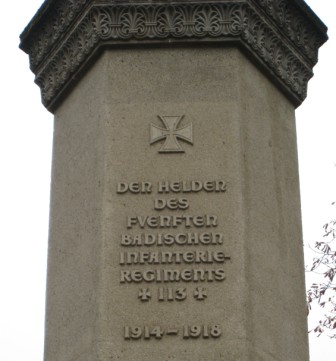 DEN HELDEN
DES
FVENFTEN
BADISCHEN
INFANTERIE-
REGIMENTS
✠ 113 ✠
1914 – 1918